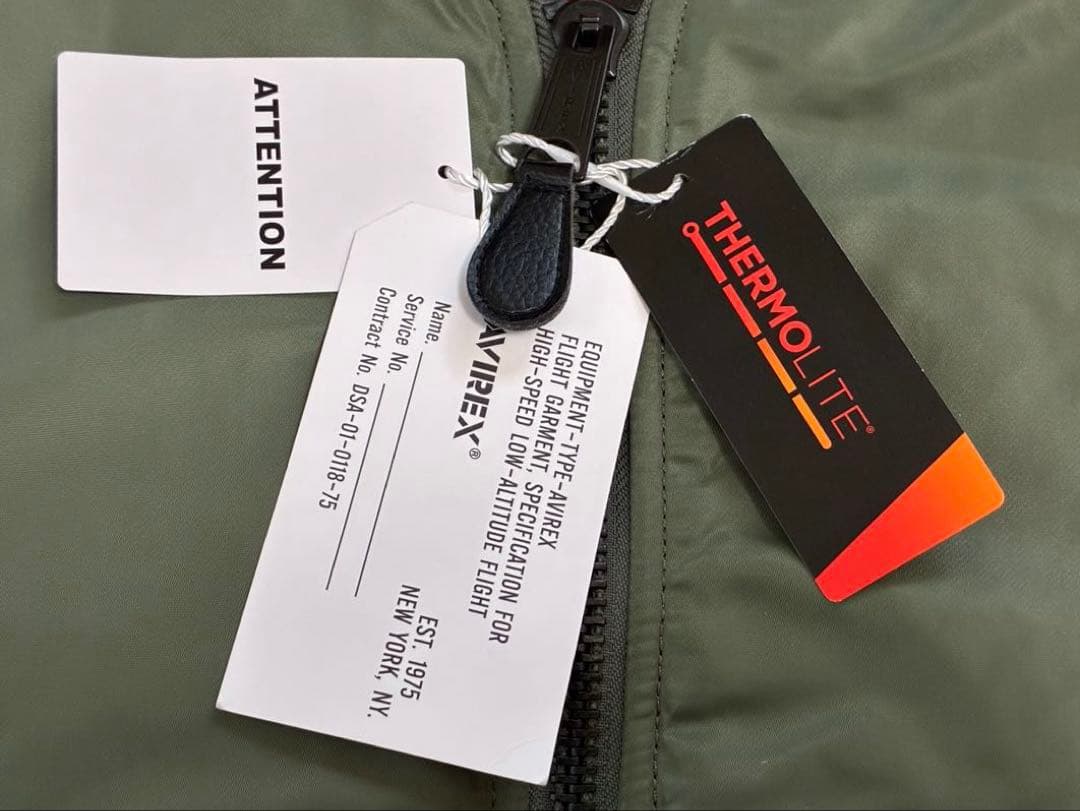 ATTENTION
EQUIPMENT-TYPE-AVIREX
FLIGHT GARMENT, SPECIFICATION FOR
HIGH-SPEED LOW-ALTITUDE FLIGHT
AVIREX®
Name.
Service No.
Contract No. DSA-01-0118-75
EST. 1975
NEW YORK, NY.
THERMOLITE®